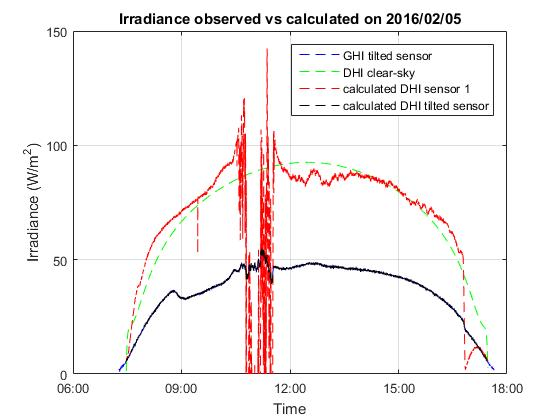 Irradiance observed vs calculated on 2016/02/05
150
GHI tilted sensor
DHI clear-sky
calculated DHI sensor 1
calculated DHI tilted sensor
100
Irradiance (W/m2)
50
0
06:00 09:00 12:00 15:00 18:00
Time